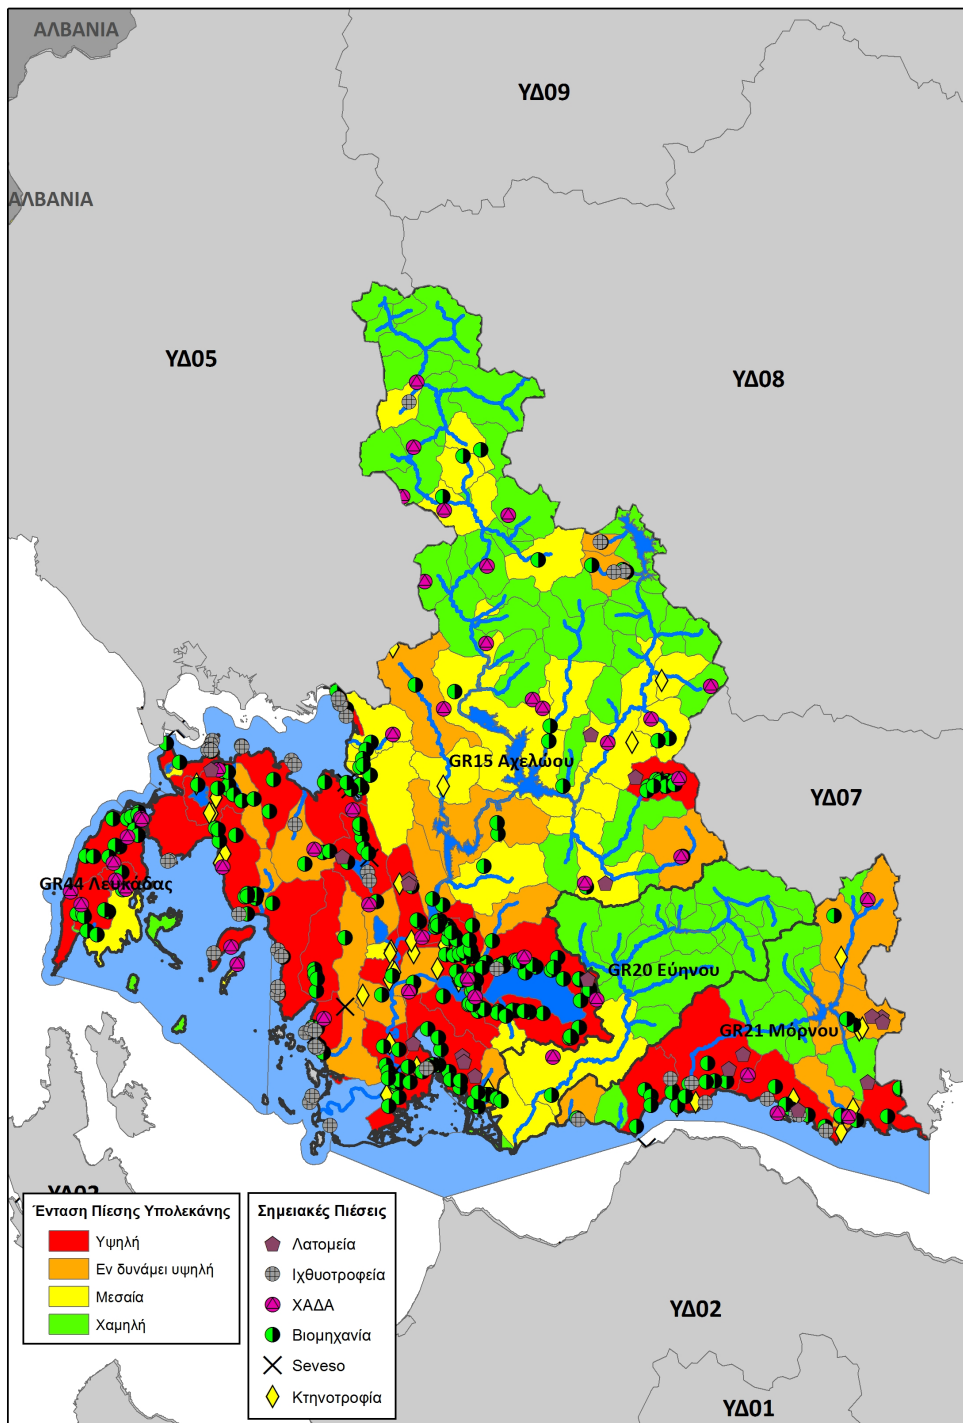 ΑΛΒΑΝΙΑ
ΥΔ09
ΑΛΒΑΝΙΑ
ΥΔ05
ΥΔ08
GR15 Αχελώου
ΥΔ07
GR44 Λευκάδας
GR20 Εύηνου
GR21 Μόρνου
Ένταση Πίεσης Υπολεκάνης
Υψηλή
Εν δυνάμει υψηλή
Μεσαία
Χαμηλή
Σημειακές Πιέσεις
Λατομεία
Ιχθυοτροφεία
ΧΑΔΑ
Βιομηχανία
Seveso
Κτηνοτροφία
ΥΔ02
ΥΔ01